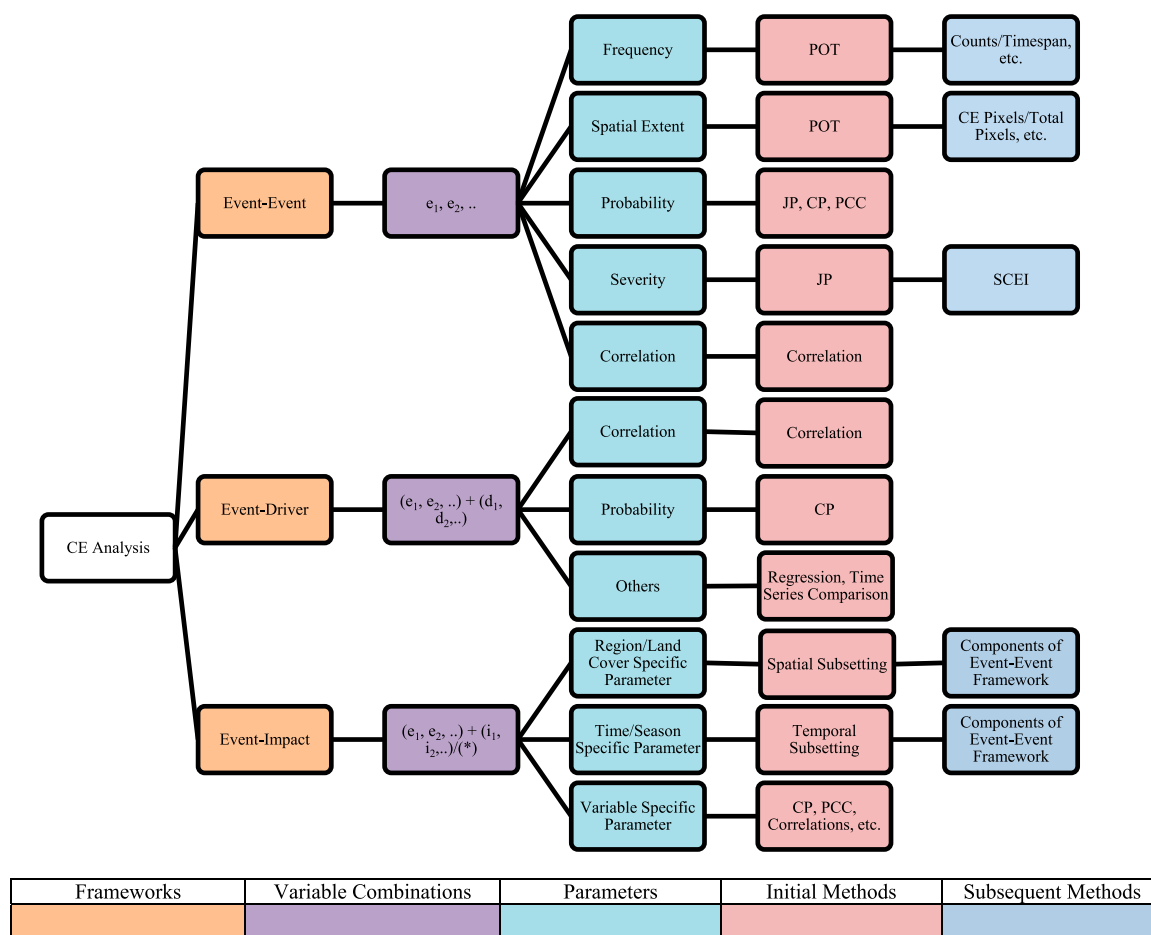 CE Analysis
Event-Event
e₁, e₂, ..
Frequency
POT
Counts/Timespan,
etc.
Spatial Extent
POT
CE Pixels/Total
Pixels, etc.
Probability
JP, CP, PCC
Severity
JP
SCEI
Correlation
Correlation
Event-Driver
(e₁, e₂, ..) + (d₁,
d₂,..)
Correlation
Correlation
Probability
CP
Others
Regression, Time
Series Comparison
Event-Impact
(e₁, e₂, ..) + (i₁,
i₂,..)/(*)
Region/Land
Cover Specific
Parameter
Spatial Subsetting
Components of
Event-Event
Framework
Time/Season
Specific Parameter
Temporal
Subsetting
Components of
Event-Event
Framework
Variable Specific
Parameter
CP, PCC,
Correlations, etc.
Frameworks
Variable Combinations
Parameters
Initial Methods
Subsequent Methods